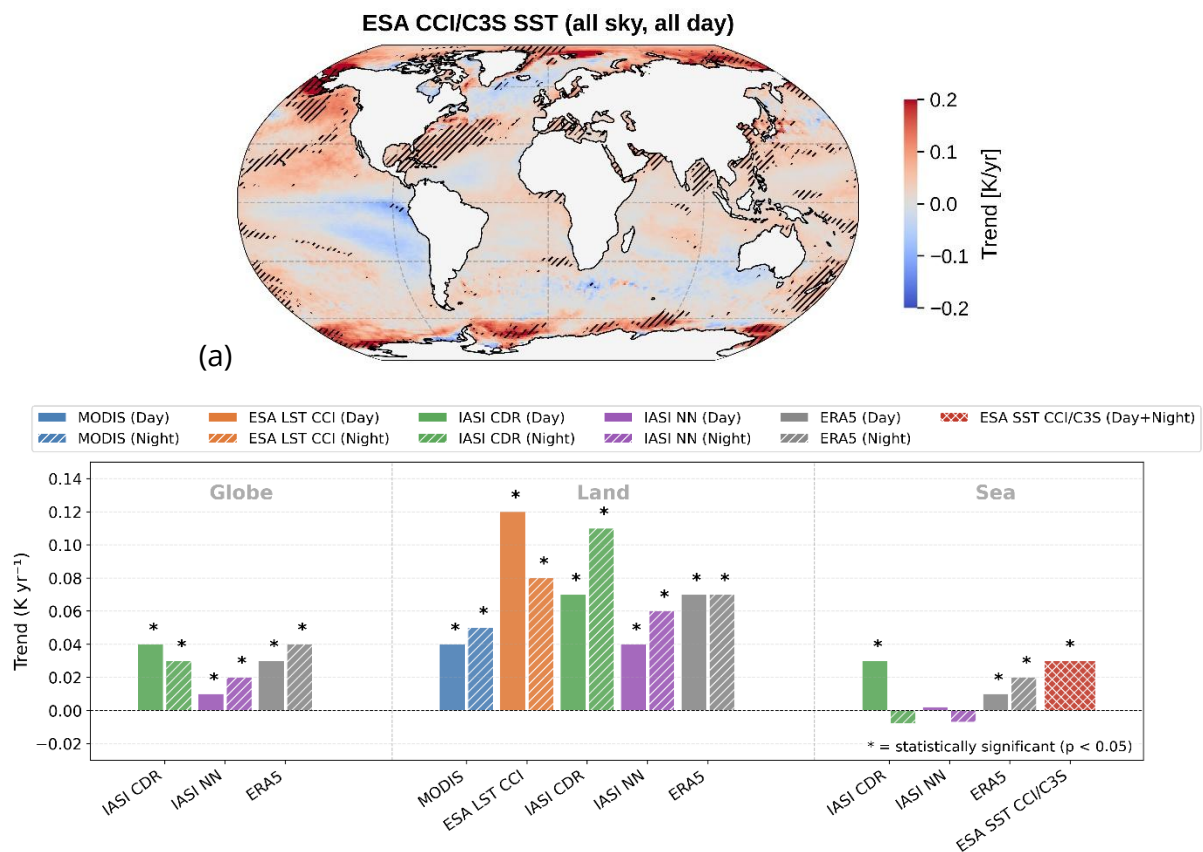 ESA CCI/C3S SST (all sky, all day)
0.2
0.1
0.0
−0.1
−0.2
Trend [K/yr]
(a)
MODIS (Day)
ESA LST CCI (Day)
IASI CDR (Day)
IASI NN (Day)
ERA5 (Day)
ESA SST CCI/C3S (Day+Night)
MODIS (Night)
ESA LST CCI (Night)
IASI CDR (Night)
IASI NN (Night)
ERA5 (Night)
Globe
Land
Sea
Trend (K yr⁻¹)
0.14
0.12
0.10
0.08
0.06
0.04
0.02
0.00
−0.02
* * * * * *
* * * * * * * * * *
* * * *
* = statistically significant (p < 0.05)
IASI CDR
IASI NN
ERA5
MODIS
ESA LST CCI
IASI CDR
IASI NN
ERA5
IASI CDR
IASI NN
ERA5
ESA SST CCI/C3S